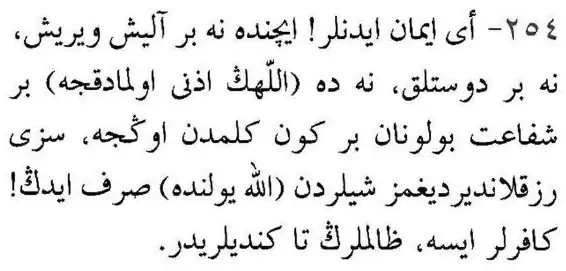 ٢٥٤- أى ايمان ايدنلر! ايچنده نه بر آليش ويريش،
نه بر دوستلق، نه ده (اللّٰهڭ اذنى اولمادقجه) بر
شفاعت بولونان بر كون كلمدن اوڭجه، سزى
رزقلانديرديغمز شيلردن (الله يولنده) صرف ايدڭ!
كافرلر ايسه، ظالملرڭ تا كنديلريدر.